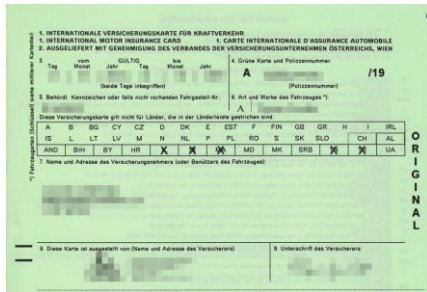 1. INTERNATIONALE VERSICHERUNGSKARTE FÜR KRAFTVERKEHR
1. INTERNATIONAL MOTOR INSURANCE CARD 1. CARTE INTERNATIONALE D'ASSURANCE AUTOMOBILE
2. AUSGELIEFERT MIT GENEHMIGUNG DES VERBANDES DER VERSICHERUNGSUNTERNEHMEN ÖSTERREICHS, WIEN
3. vom GÜLTIG bis
Tag Monat Jahr Tag Monat Jahr
(beide Tage inbegriffen)
4. Grüne Karte und Polizzennummer:
A /19
(Polizzennummer)
5. Behördl. Kennzeichen oder falls nicht vorhanden Fahrgestell-Nr.:
6. Art und Marke des Fahrzeuges *):
A
Diese Versicherungskarte gilt nicht für Länder, die in der Länderleiste gestrichen sind.
A B BG CY CZ D DK E EST F FIN GB GR H I IRL
IS L LT LV M N NL P PL RO S SK SLO CH AL
AND BIH BY HR MD MK SRB UA
7. Name und Adresse des Versicherungsnehmers (oder Benützers des Fahrzeuges):
8. Diese Karte ist ausgestellt von (Name und Adresse des Versicherers)
9. Unterschrift des Versicherers:
*) Fahrzeugarten (Schlüssel) siehe mittlerer Kartenteil
ORIGINAL